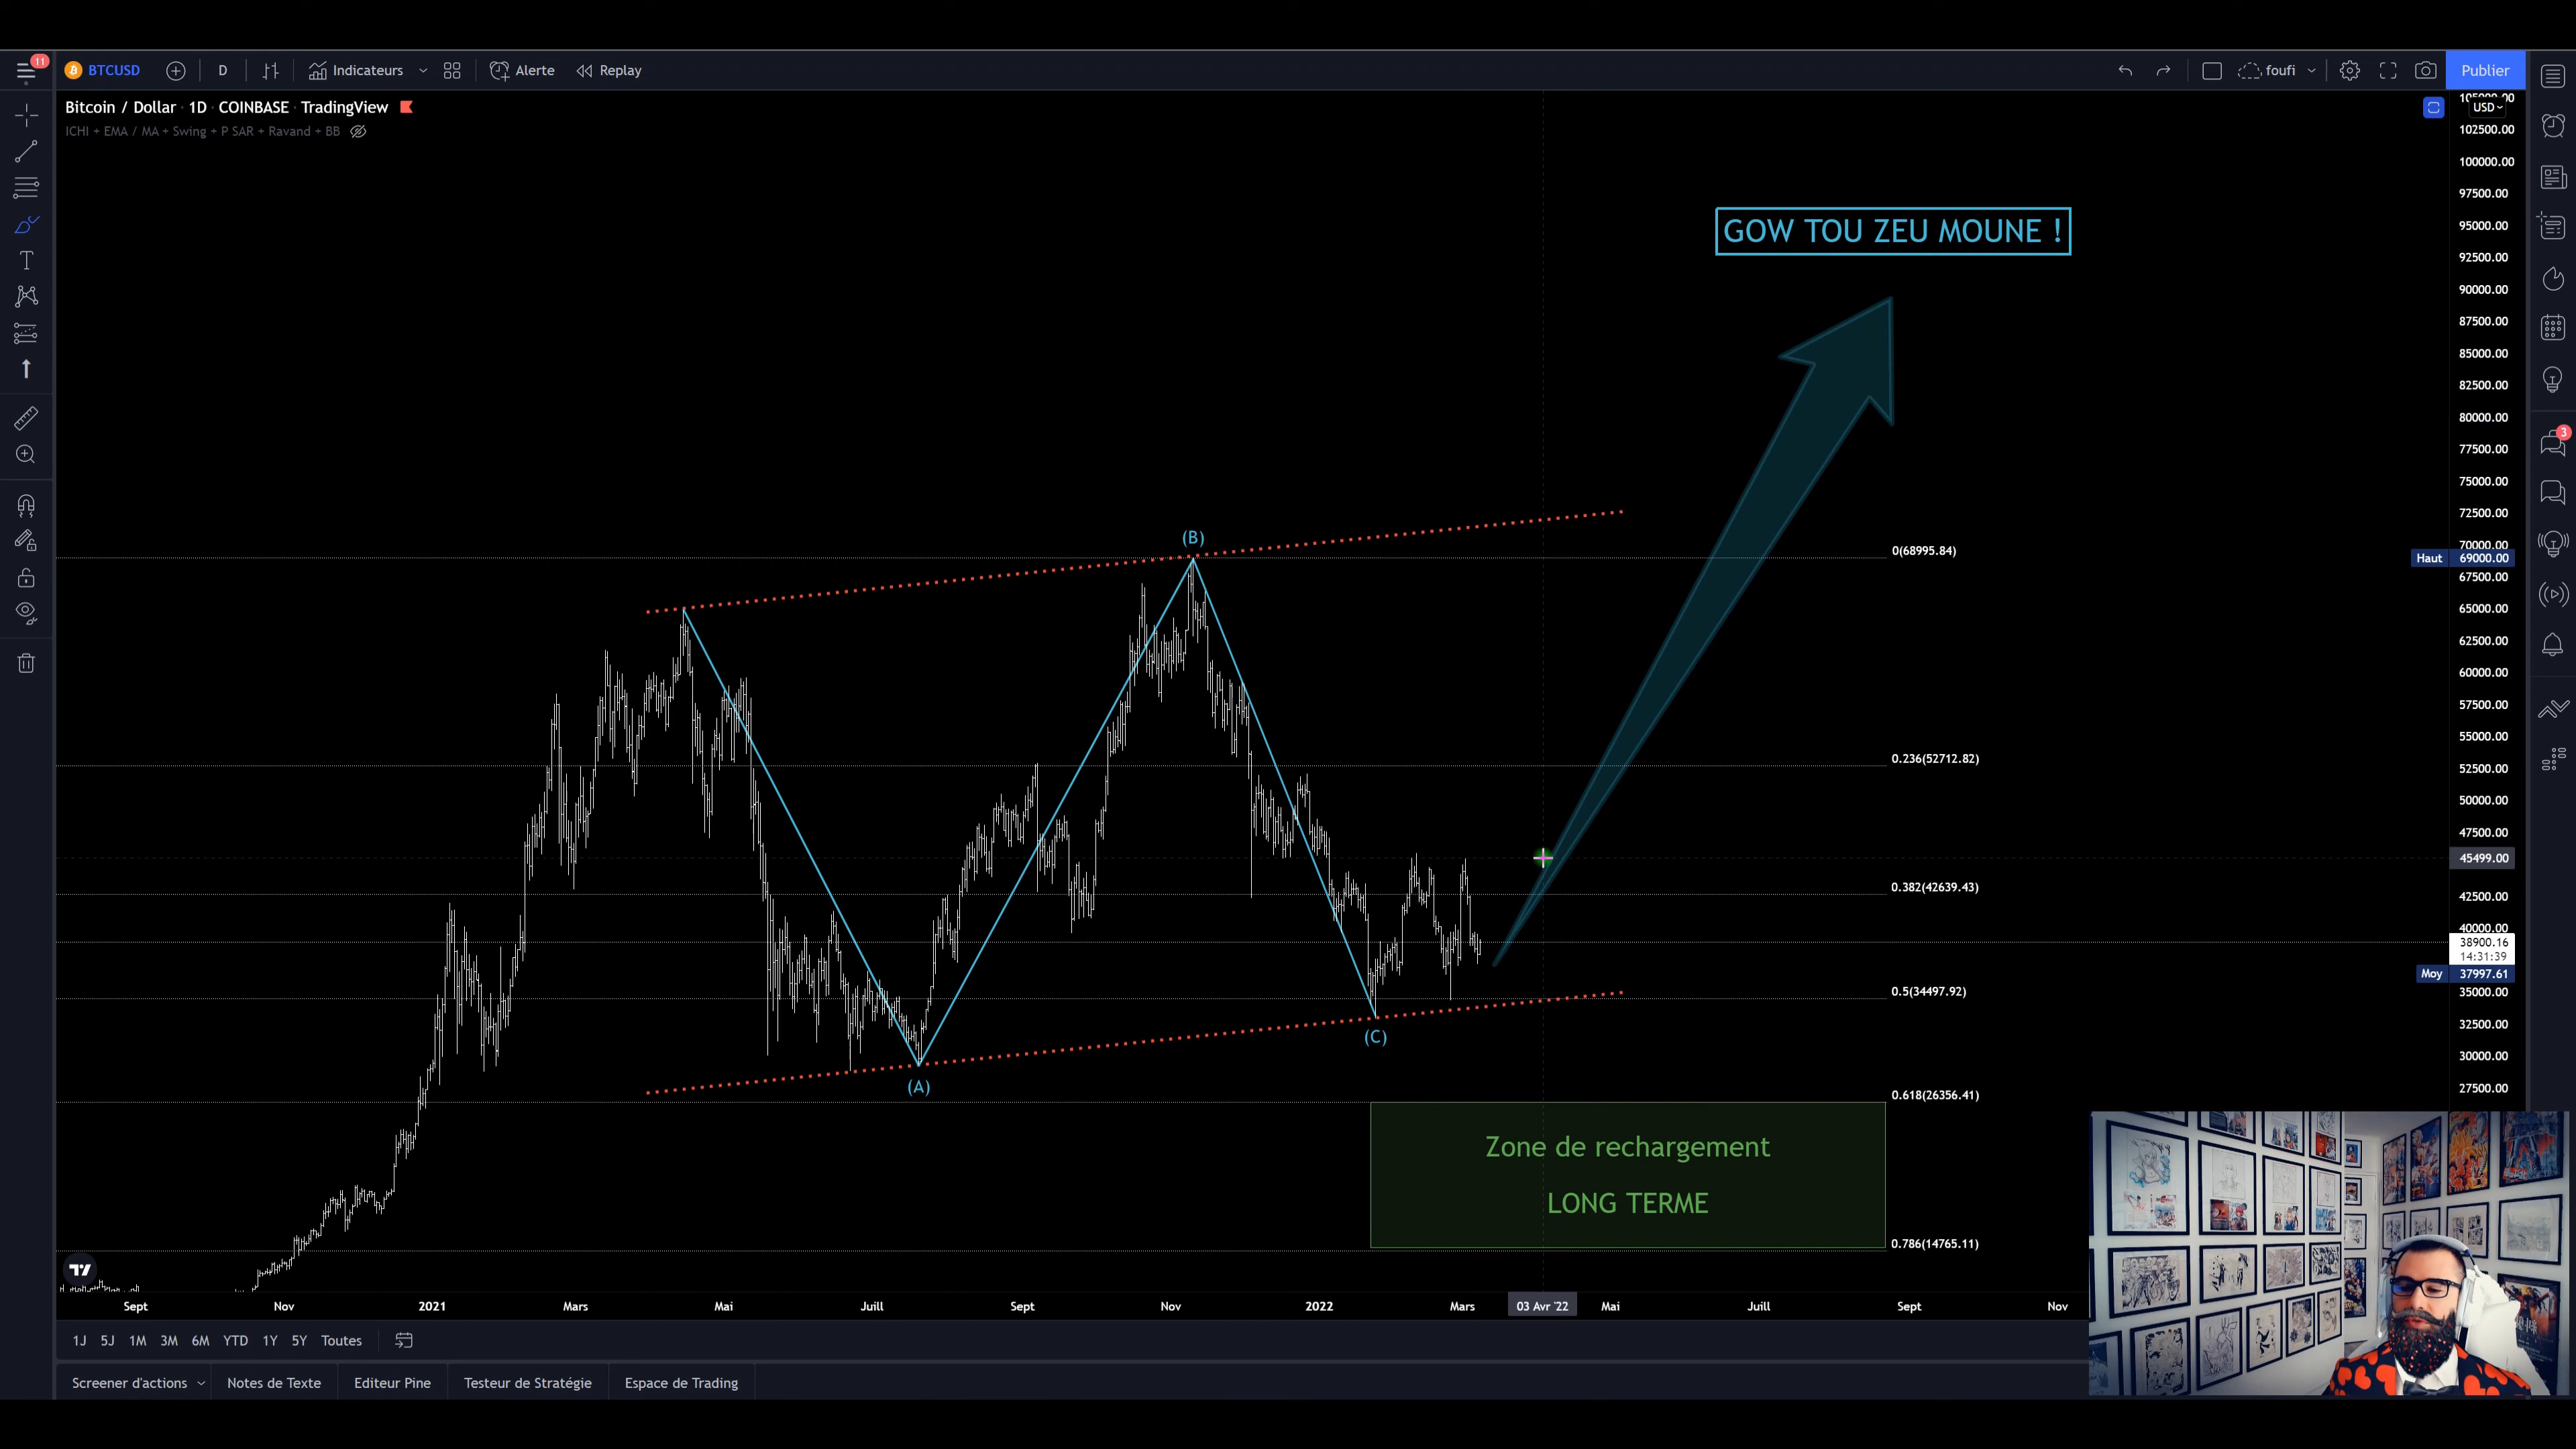 11
BTCUSD D Indicateurs Alerte Replay foufi Publier
Bitcoin / Dollar · 1D · COINBASE · TradingView
ICHI + EMA / MA + Swing + P SAR + Ravand + BB
USD
102500.00
100000.00
97500.00
95000.00
92500.00
90000.00
87500.00
85000.00
82500.00
80000.00
77500.00
75000.00
72500.00
70000.00
Haut 69000.00
67500.00
65000.00
62500.00
60000.00
57500.00
55000.00
52500.00
50000.00
47500.00
45499.00
42500.00
40000.00
38900.16
14:31:39
Moy 37997.61
35000.00
32500.00
30000.00
27500.00
3
GOW TOU ZEU MOUNE !
(B)
0(68995.84)
0.236(52712.82)
0.382(42639.43)
0.5(34497.92)
(C)
(A)
0.618(26356.41)
Zone de rechargement
LONG TERME
0.786(14765.11)
Sept Nov 2021 Mars Mai Juill Sept Nov 2022 Mars 03 Avr '22 Mai Juill Sept Nov
1J 5J 1M 3M 6M YTD 1Y 5Y Toutes
Screener d'actions Notes de Texte Editeur Pine Testeur de Stratégie Espace de Trading